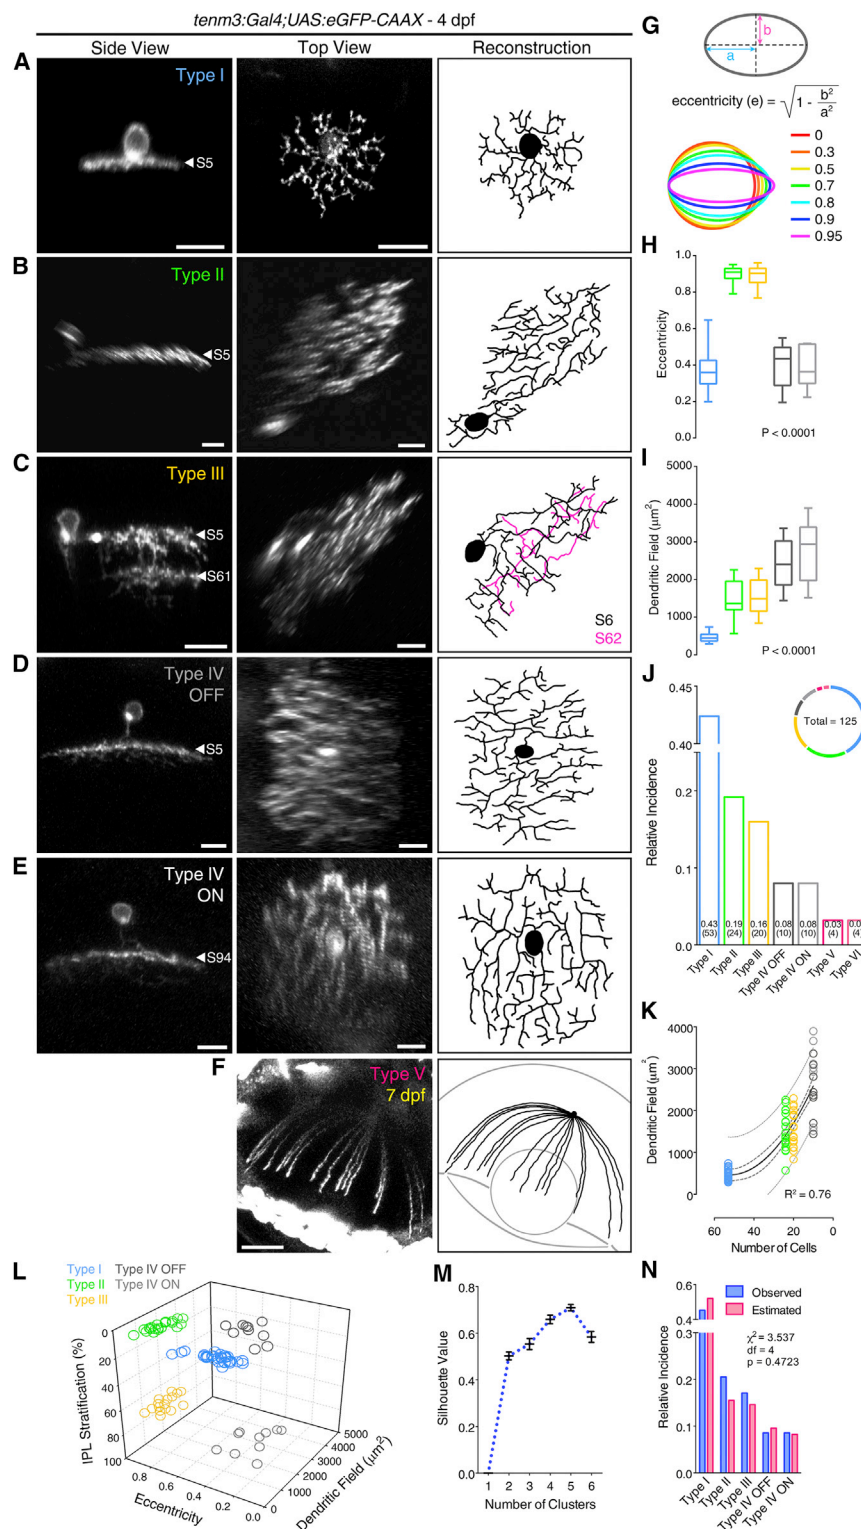 tenm3:Gal4;UAS:eGFP-CAAX - 4 dpf
Side View
Top View
Reconstruction
A
Type I
S5
B
Type II
S5
C
Type III
S5
S61
S6
S62
D
Type IV
OFF
S5
E
Type IV
ON
S94
F
Type V
7 dpf
G
b
a
eccentricity (e) = √1 - b²/a²
0
0.3
0.5
0.7
0.8
0.9
0.95
H
Eccentricity
1.0
0.8
0.6
0.4
0.2
0.0
P < 0.0001
I
Dendritic Field (μm²)
5000
4000
3000
2000
1000
0
P < 0.0001
J
Relative Incidence
0.45
0.40
0.2
0.1
0.0
Total = 125
0.43 (53)
0.19 (24)
0.16 (20)
0.08 (10)
0.08 (10)
0.03 (4)
0.0 (4)
Type I
Type II
Type III
Type IV OFF
Type IV ON
Type V
Type VI
K
Dendritic Field (μm²)
4000
3000
2000
1000
0
R² = 0.76
60 40 20 0
Number of Cells
L
Type I
Type II
Type III
Type IV OFF
Type IV ON
IPL Stratification (%)
0
20
40
60
80
100
Eccentricity
0.8 0.6 0.4 0.2 0.0
Dendritic Field (μm²)
0 1000 2000 3000 4000 5000
M
Silhouette Value
0.8
0.6
0.4
0.2
0.0
1 2 3 4 5 6
Number of Clusters
N
Relative Incidence
0.6
0.4
0.3
0.2
0.1
0.0
Observed
Estimated
χ² = 3.537
df = 4
p = 0.4723
Type I
Type II
Type III
Type IV OFF
Type IV ON